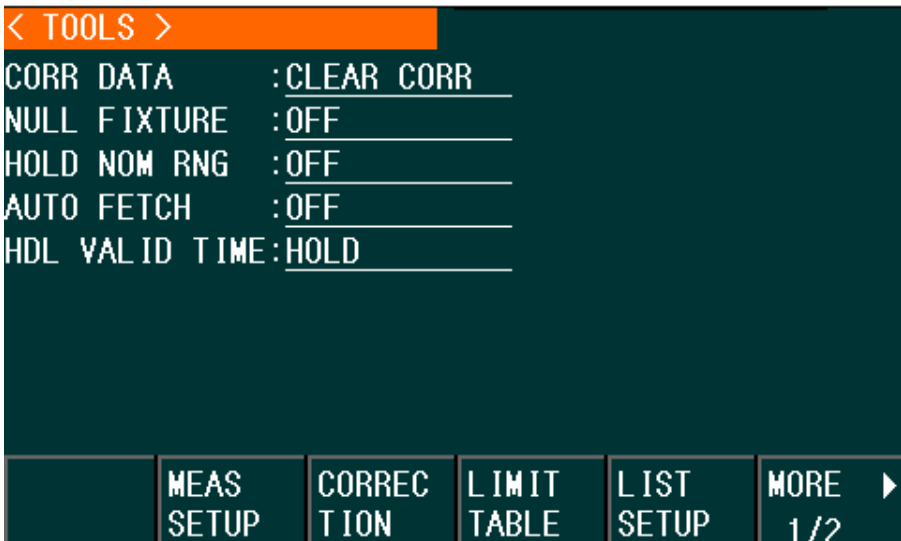 < TOOLS >
CORR DATA :CLEAR CORR
NULL FIXTURE :OFF
HOLD NOM RNG :OFF
AUTO FETCH :OFF
HDL VALID TIME:HOLD
MEAS SETUP
CORREC TION
LIMIT TABLE
LIST SETUP
MORE ▶ 1/2